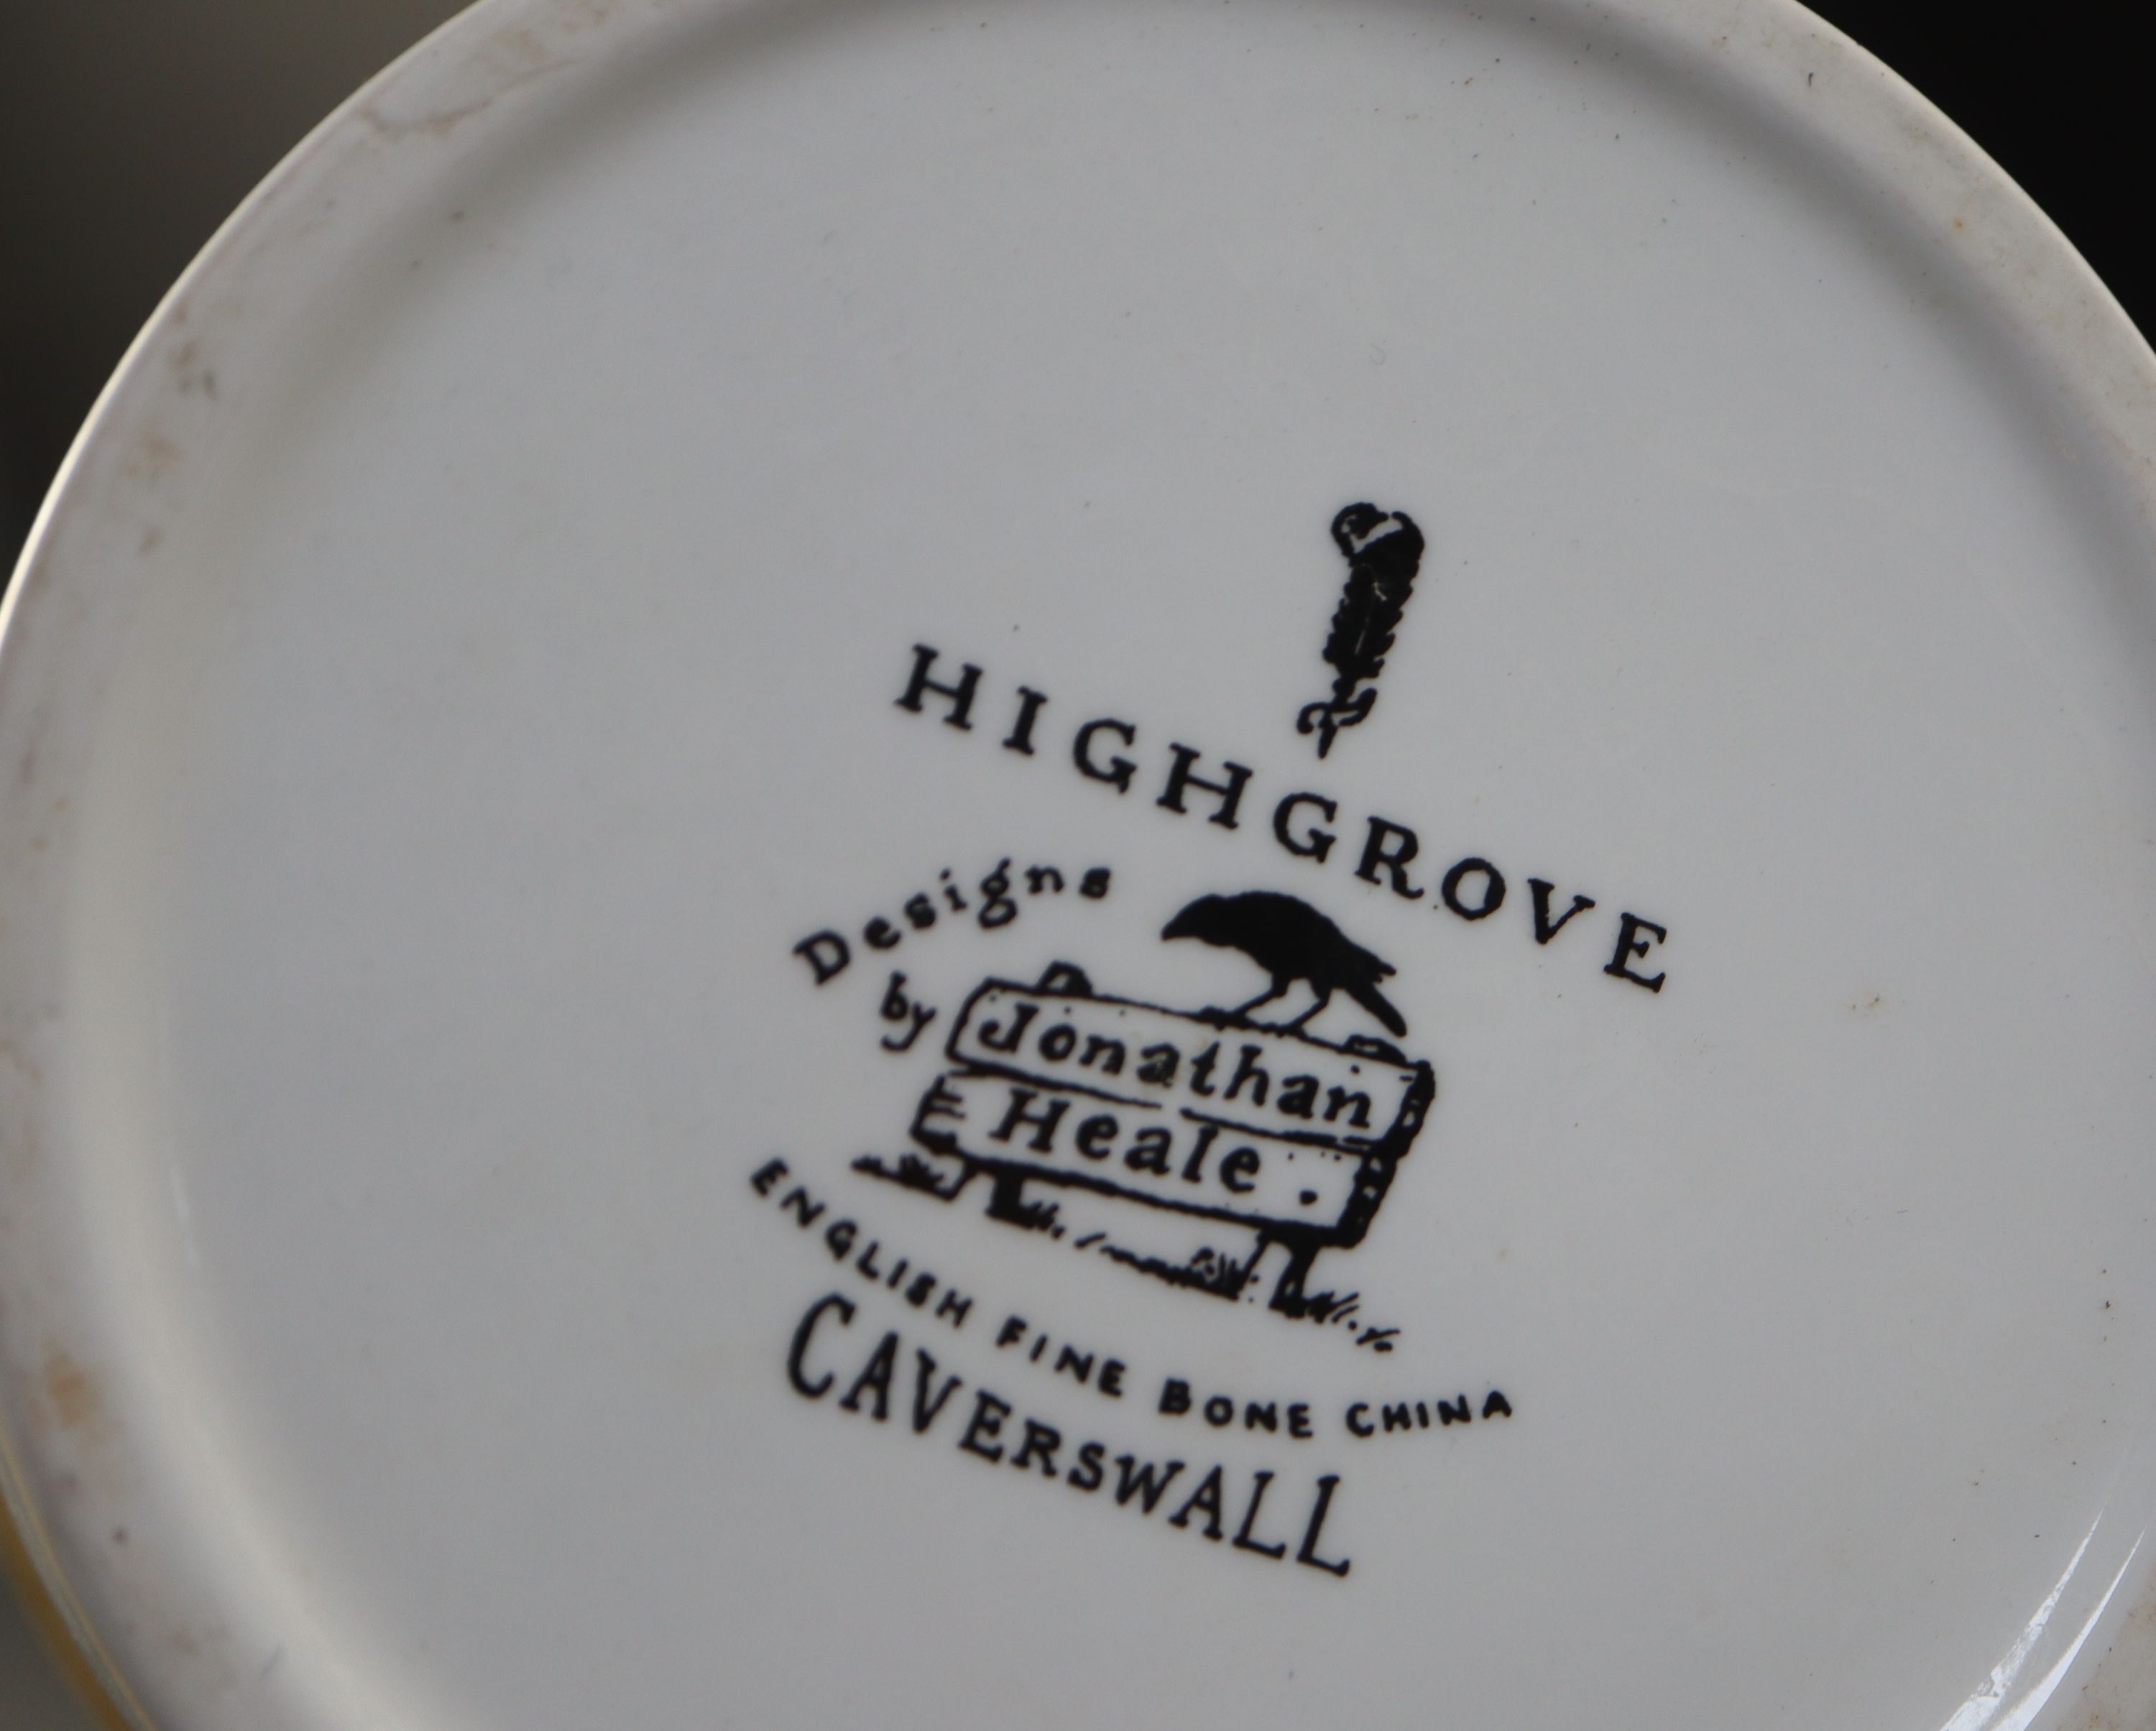 HIGHGROVE
Designs
by
Jonathan
Heale.
ENGLISH FINE BONE CHINA
CAVERSWALL